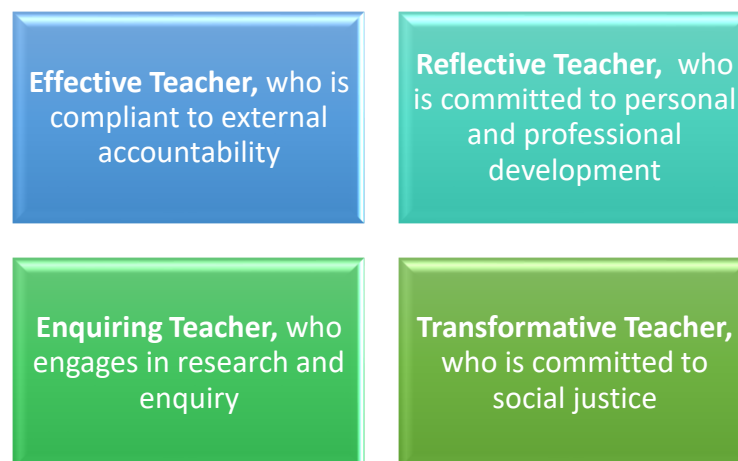 Effective Teacher, who is
compliant to external
accountability
Reflective Teacher, who
is committed to personal
and professional
development
Enquiring Teacher, who
engages in research and
enquiry
Transformative Teacher,
who is committed to
social justice